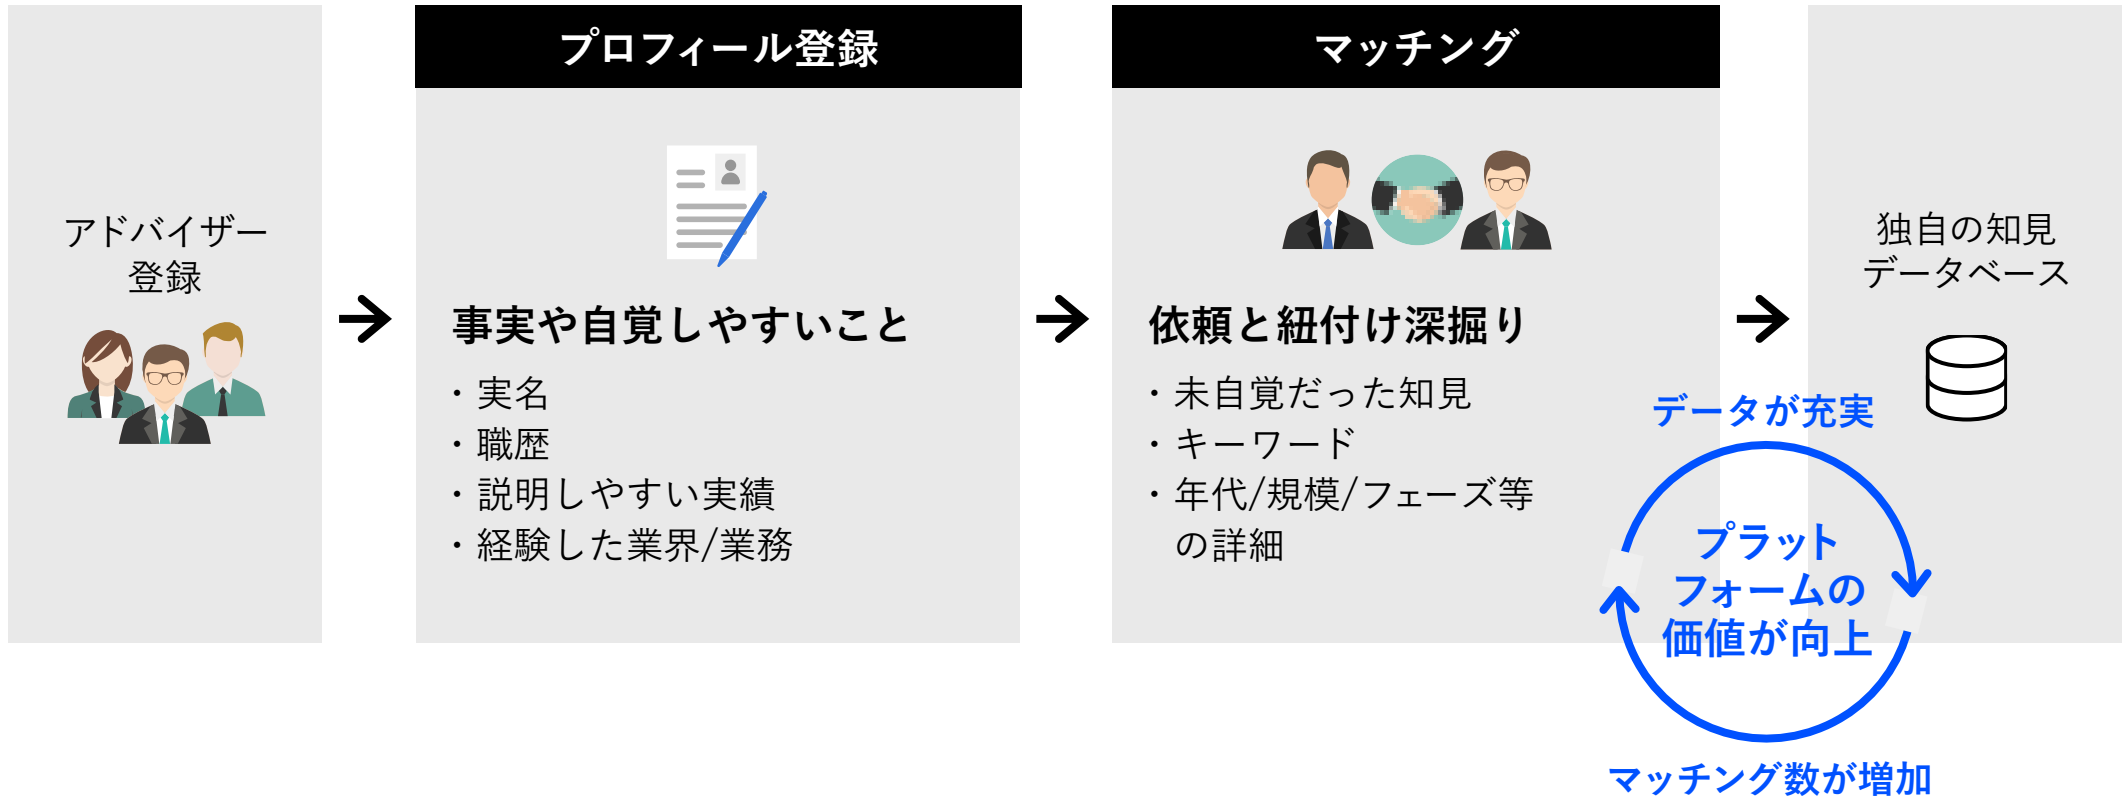 アドバイザー
登録
プロフィール登録
事実や自覚しやすいこと
・実名
・職歴
・説明しやすい実績
・経験した業界/業務
マッチング
依頼と紐付け深掘り
・未自覚だった知見
・キーワード
・年代/規模/フェーズ等
の詳細
独自の知見
データベース
データが充実
プラット
フォームの
価値が向上
マッチング数が増加